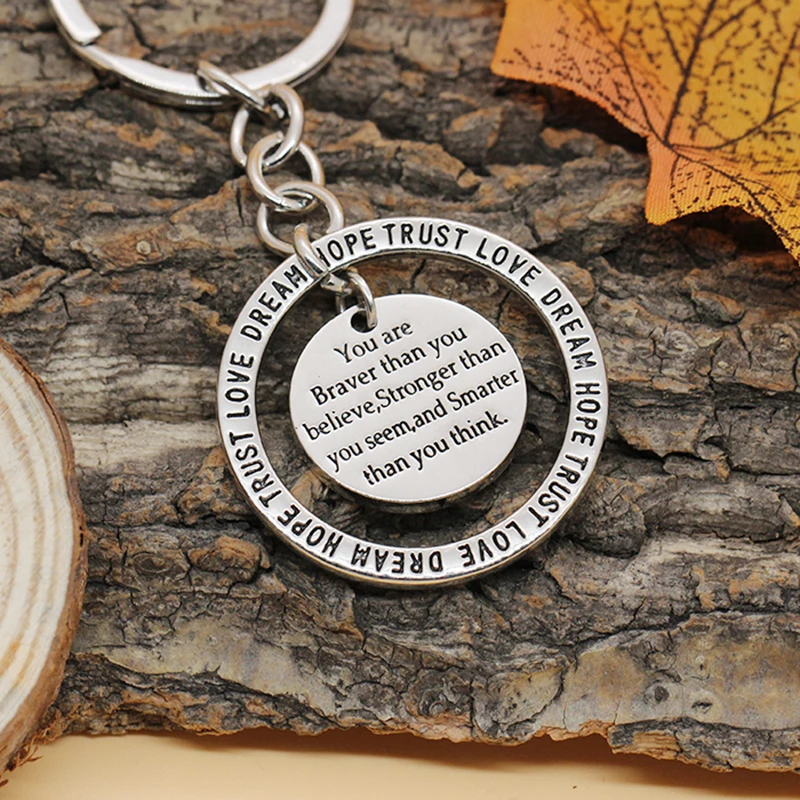 HOPE TRUST LOVE DREAM HOPE TRUST LOVE DREAM HOPE TRUST LOVE DREAM
You are
Braver than you
believe,Stronger than
you seem,and Smarter
than you think.